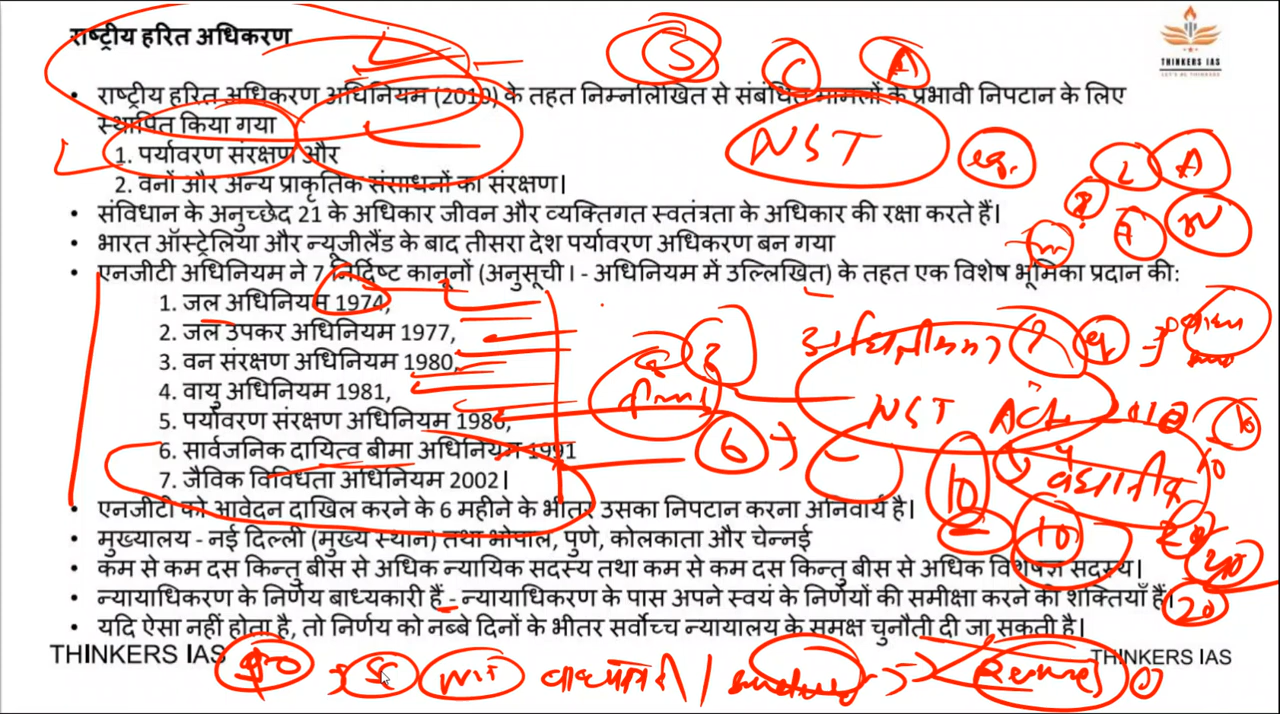 राष्ट्रीय हरित अधिकरण
THINKERS IAS
LET'S BE THINKERS
• राष्ट्रीय हरित अधिकरण अधिनियम (2010) के तहत निम्नलिखित से संबंधित मामलों के प्रभावी निपटान के लिए
स्थापित किया गया
1. पर्यावरण संरक्षण और
2. वनों और अन्य प्राकृतिक संसाधनों का संरक्षण।
• संविधान के अनुच्छेद 21 के अधिकार जीवन और व्यक्तिगत स्वतंत्रता के अधिकार की रक्षा करते हैं।
• भारत ऑस्ट्रेलिया और न्यूजीलैंड के बाद तीसरा देश पर्यावरण अधिकरण बन गया
• एनजीटी अधिनियम ने 7 निर्दिष्ट कानूनों (अनुसूची। - अधिनियम में उल्लिखित) के तहत एक विशेष भूमिका प्रदान की:
1. जल अधिनियम 1974,
2. जल उपकर अधिनियम 1977,
3. वन संरक्षण अधिनियम 1980,
4. वायु अधिनियम 1981,
5. पर्यावरण संरक्षण अधिनियम 1986,
6. सार्वजनिक दायित्व बीमा अधिनियम 1991
7. जैविक विविधता अधिनियम 2002।
• एनजीटी को आवेदन दाखिल करने के 6 महीने के भीतर उसका निपटान करना अनिवार्य है।
• मुख्यालय - नई दिल्ली (मुख्य स्थान) तथा भोपाल, पुणे, कोलकाता और चेन्नई
• कम से कम दस किन्तु बीस से अधिक न्यायिक सदस्य तथा कम से कम दस किन्तु बीस से अधिक विशेषज्ञ सदस्य।
• न्यायाधिकरण के निर्णय बाध्यकारी हैं - न्यायाधिकरण के पास अपने स्वयं के निर्णयों की समीक्षा करने की शक्तियाँ हैं।
• यदि ऐसा नहीं होता है, तो निर्णय को नब्बे दिनों के भीतर सर्वोच्च न्यायालय के समक्ष चुनौती दी जा सकती है।
THINKERS IAS
THINKERS IAS
S C A
eg.
L A
6
10
10
20